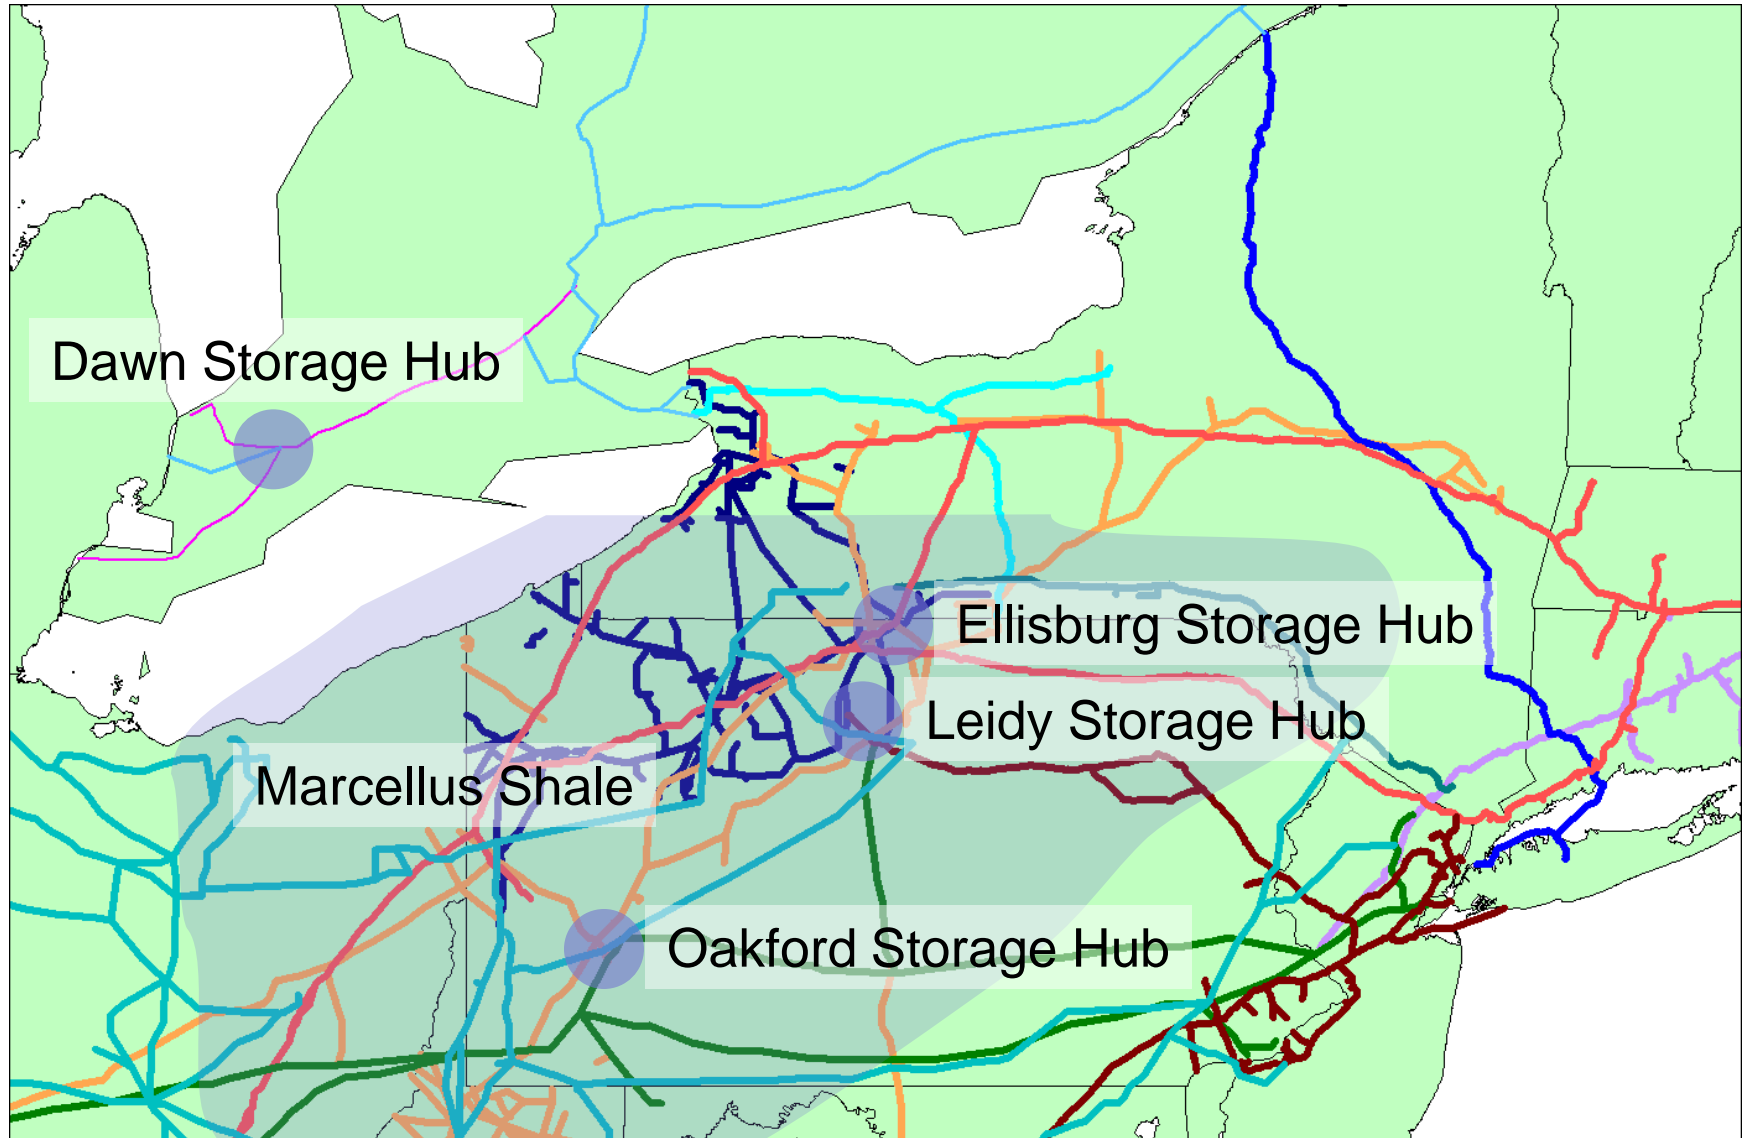 Dawn Storage Hub
Ellisburg Storage Hub
Leidy Storage Hub
Marcellus Shale
Oakford Storage Hub